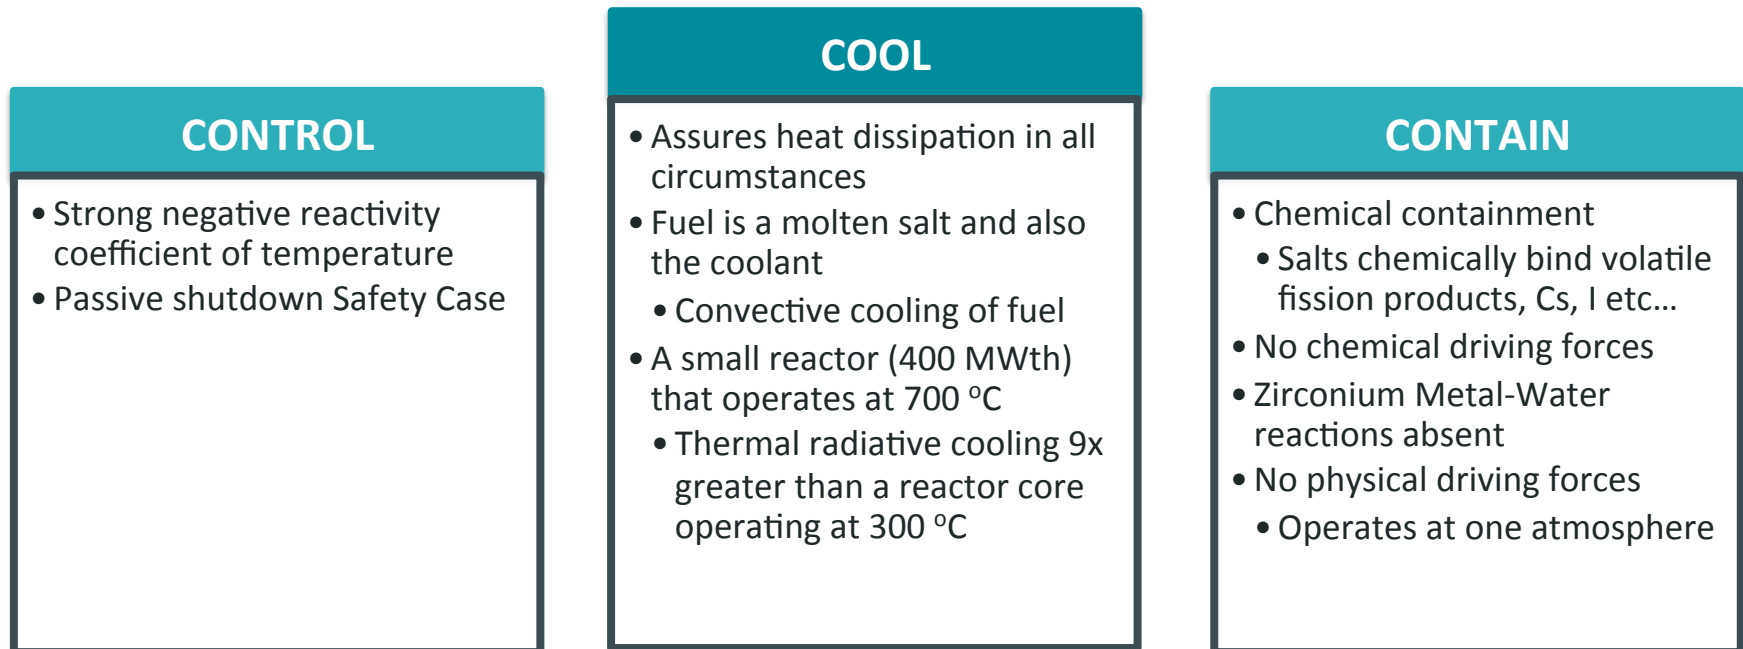 CONTROL
• Strong negative reactivity
coefficient of temperature
• Passive shutdown Safety Case
COOL
• Assures heat dissipation in all
circumstances
• Fuel is a molten salt and also
the coolant
• Convective cooling of fuel
• A small reactor (400 MWth)
that operates at 700 °C
• Thermal radiative cooling 9x
greater than a reactor core
operating at 300 °C
CONTAIN
• Chemical containment
• Salts chemically bind volatile
fission products, Cs, I etc…
• No chemical driving forces
• Zirconium Metal-Water
reactions absent
• No physical driving forces
• Operates at one atmosphere